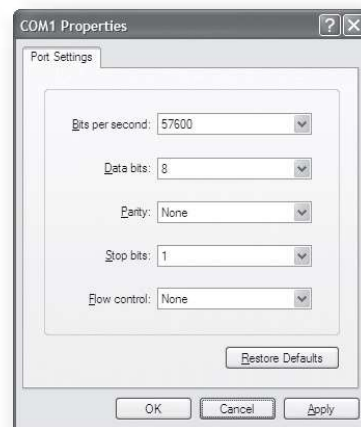 COM1 Properties
Port Settings
Bits per second: 57600
Data bits: 8
Parity: None
Stop bits: 1
Flow control: None
Restore Defaults
OK Cancel Apply